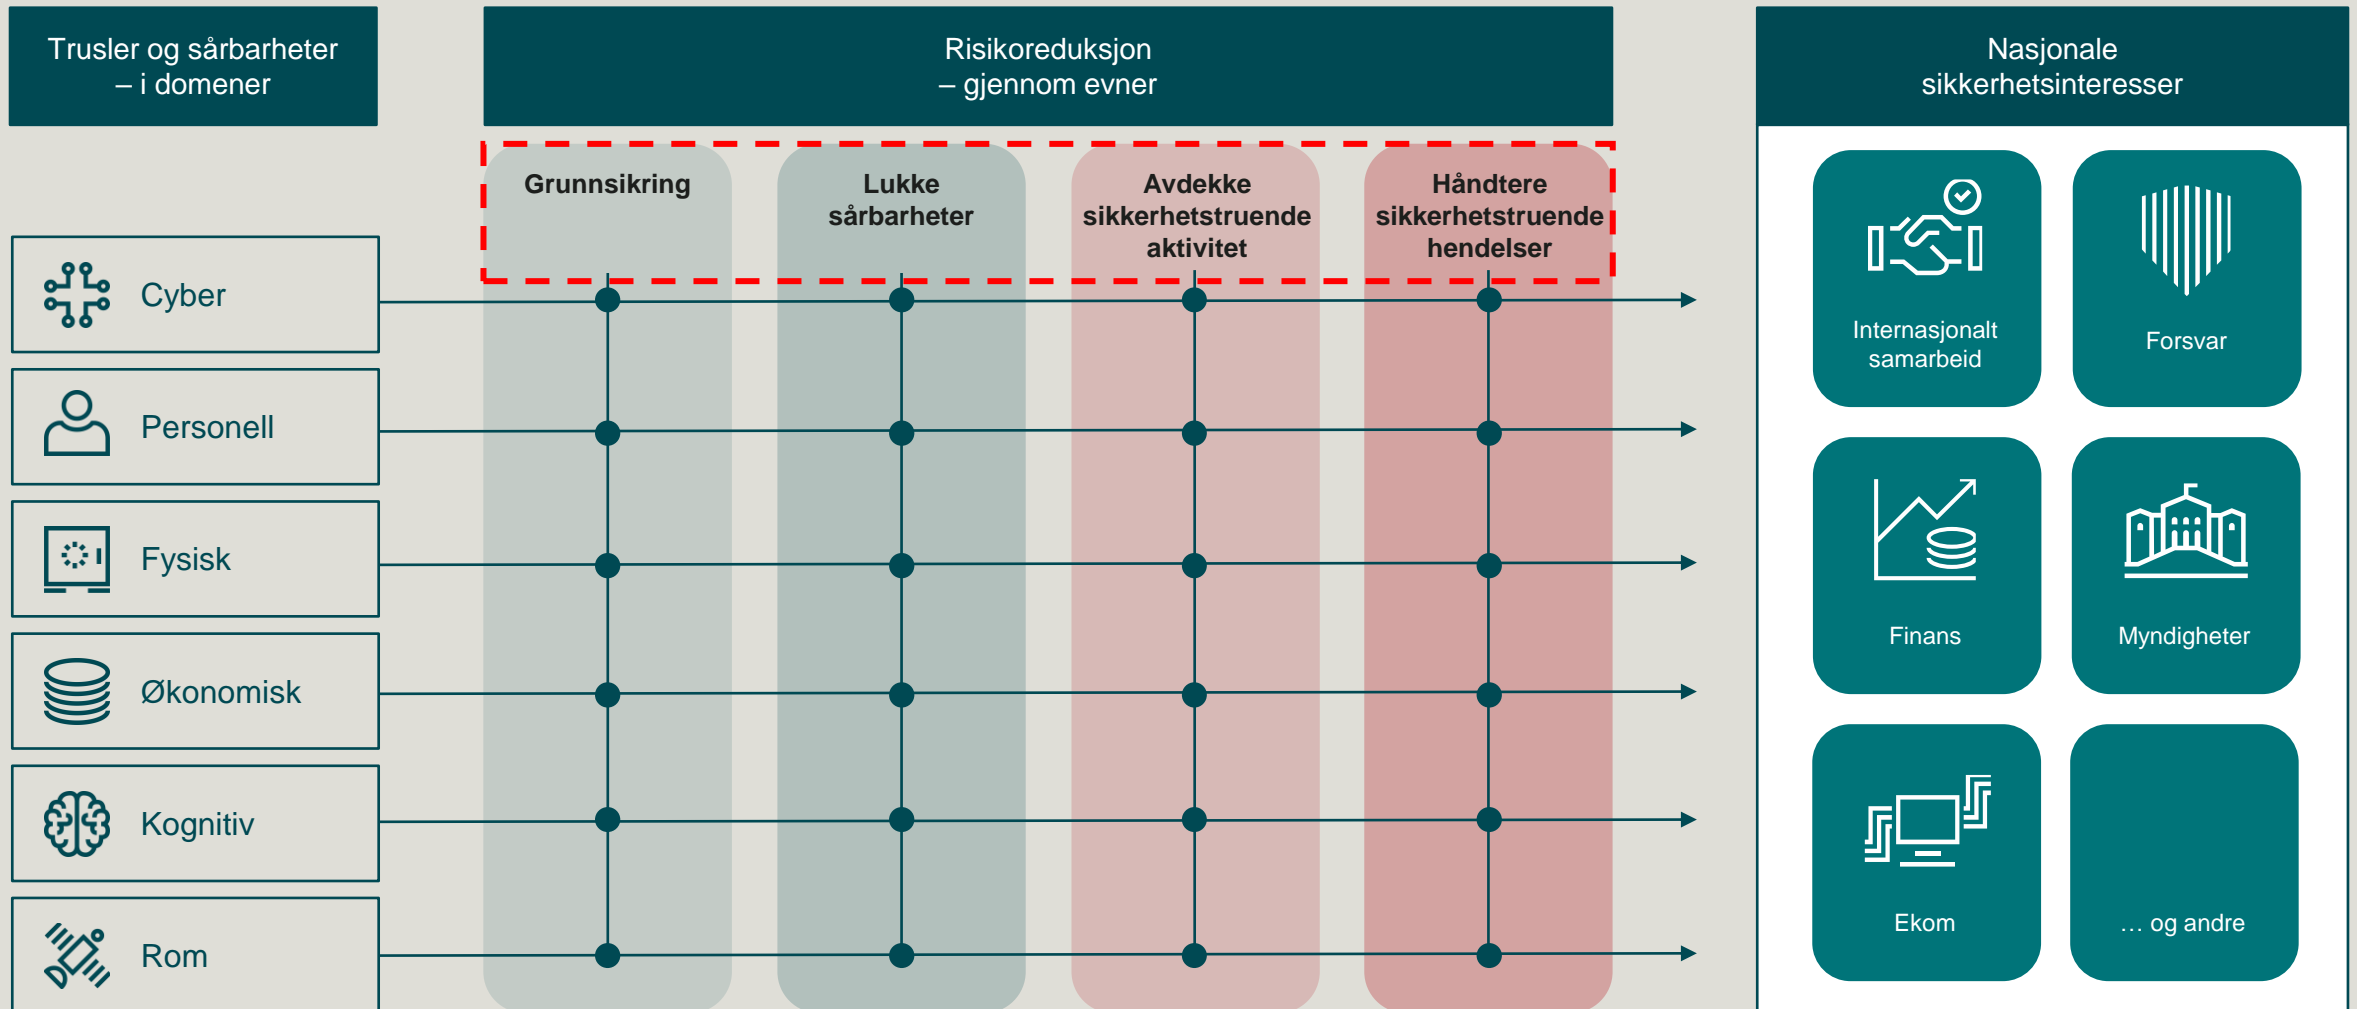 Trusler og sårbarheter
– i domener
Risikoreduksjon
– gjennom evner
Nasjonale
sikkerhetsinteresser
Grunnsikring
Lukke
sårbarheter
Avdekke
sikkerhetstruende
aktivitet
Håndtere
sikkerhetstruende
hendelser
Cyber
Personell
Fysisk
Økonomisk
Kognitiv
Rom
Internasjonalt
samarbeid
Forsvar
Finans
Myndigheter
Ekom
… og andre